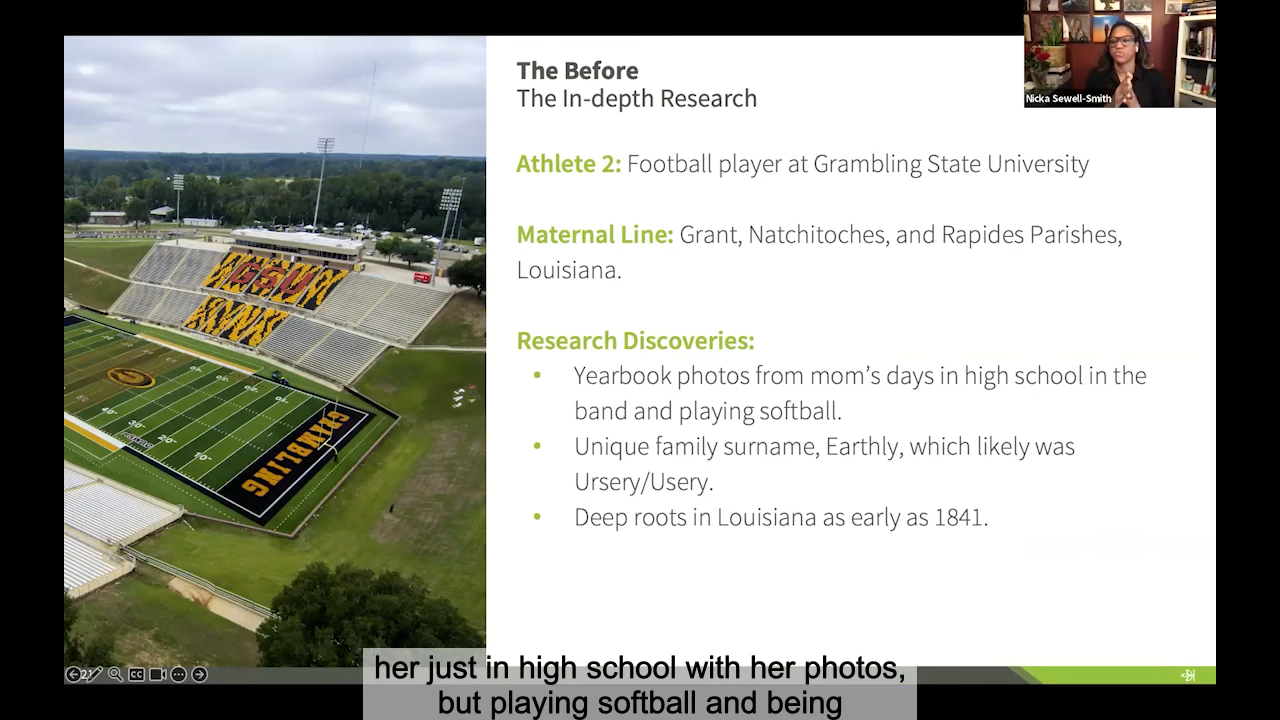 The Before
The In-depth Research
Nicka Sewell-Smith
Athlete 2: Football player at Grambling State University
Maternal Line: Grant, Natchitoches, and Rapides Parishes,
Louisiana.
Research Discoveries:
• Yearbook photos from mom’s days in high school in the
band and playing softball.
• Unique family surname, Earthly, which likely was
Ursery/Usery.
• Deep roots in Louisiana as early as 1841.
GSU
GRAMBLING
CC
her just in high school with her photos,
but playing softball and being